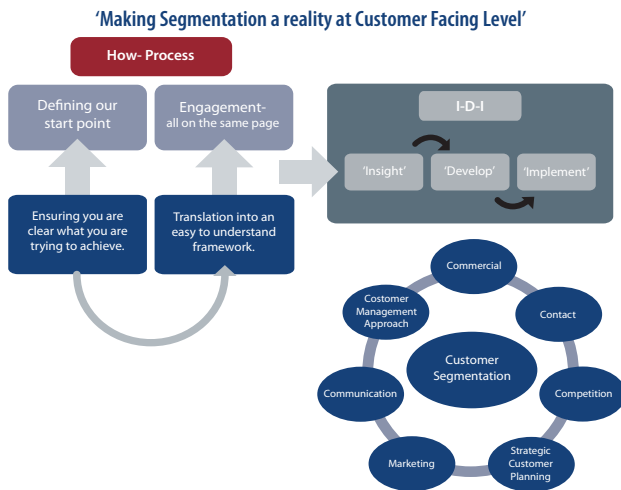 ‘Making Segmentation a reality at Customer Facing Level’
How- Process
Defining our
start point
Engagement-
all on the same page
I-D-I
‘Insight’
‘Develop’
‘Implement’
Ensuring you are
clear what you are
trying to achieve.
Translation into an
easy to understand
framework.
Commercial
Costomer
Management
Approach
Contact
Customer
Segmentation
Communication
Competition
Marketing
Strategic
Customer
Planning